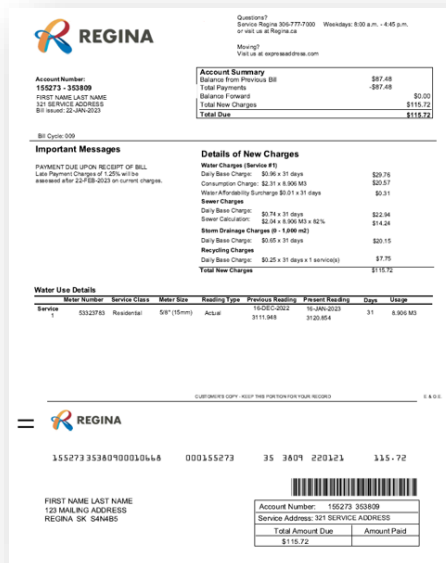 REGINA
Questions?
Service Regina 306-777-7000 Weekdays: 8:00 a.m. - 4:45 p.m.
or visit us at Regina.ca
Moving?
Visit us at expressaddress.com
Account Number:
155273 - 353809
FIRST NAME LAST NAME
321 SERVICE ADDRESS
Bill issued: 22-JAN-2023
Account Summary
Balance from Previous Bill $87.48
Total Payments -$87.48
Balance Forward $0.00
Total New Charges $115.72
Total Due $115.72
Bill Cycle: 009
Important Messages
PAYMENT DUE UPON RECEIPT OF BILL
Late Payment Charges of 1.25% will be
assessed after 22-FEB-2023 on current charges.
Details of New Charges
Water Charges (Service #1)
Daily Base Charge: $0.96 x 31 days $29.76
Consumption Charge: $2.31 x 8.906 M3 $20.57
Water Affordability Surcharge $0.01 x 31 days $0.31
Sewer Charges
Daily Base Charge: $0.74 x 31 days $22.94
Sewer Calculation: $2.04 x 8.906 M3 x 82% $14.24
Storm Drainage Charges (0 - 1,000 m2)
Daily Base Charge: $0.65 x 31 days $20.15
Recycling Charges
Daily Base Charge: $0.25 x 31 days x 1 service(s) $7.75
Total New Charges $115.72
Water Use Details
Meter Number Service Class Meter Size Reading Type Previous Reading Present Reading Days Usage
Service 1 53323783 Residential 5/8" (15mm) Actual 16-DEC-2022 16-JAN-2023 31 8.906 M3
3111.948 3120.854
CUSTOMER'S COPY - KEEP THIS PORTION FOR YOUR RECORD E. & O.E.
REGINA
15527335380900010668 000155273 35 3809 220121 115.72
FIRST NAME LAST NAME
123 MAILING ADDRESS
REGINA SK S4N4B5
Account Number: 155273 353809
Service Address: 321 SERVICE ADDRESS
Total Amount Due Amount Paid
$115.72